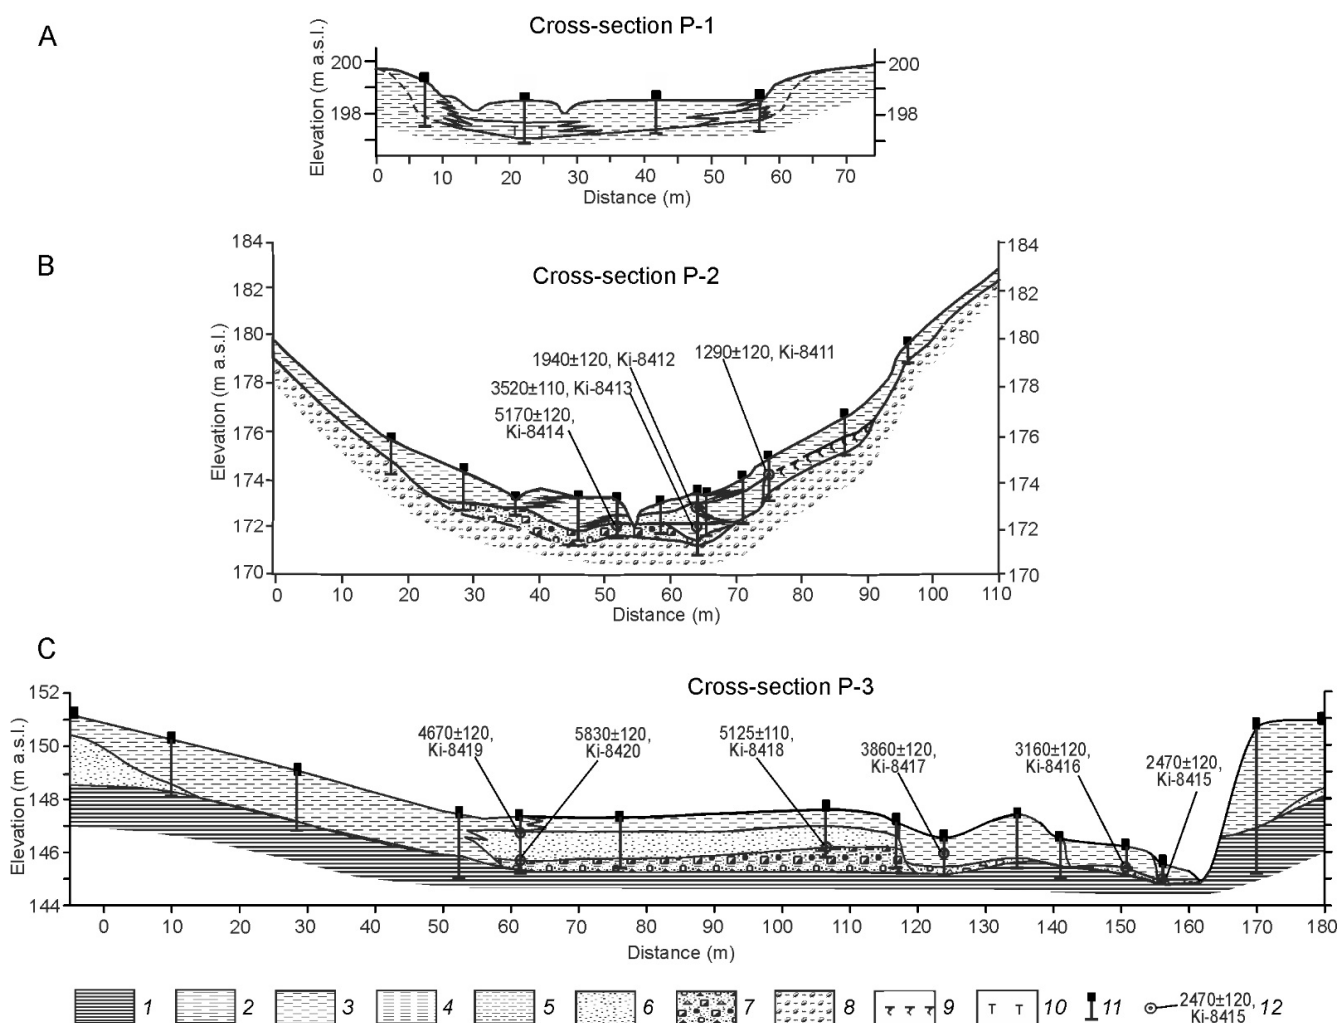 A
Cross-section P-1
Elevation (m a.s.l.)
200
198
200
198
0 10 20 30 40 50 60 70
Distance (m)
B
Cross-section P-2
Elevation (m a.s.l.)
184
182
180
178
176
174
172
170
184
182
180
178
176
174
172
170
1940±120, Ki-8412
1290±120, Ki-8411
3520±110, Ki-8413
5170±120,
Ki-8414
0 10 20 30 40 50 60 70 80 90 100 110
Distance (m)
C
Cross-section P-3
Elevation (m a.s.l.)
152
150
148
146
144
4670±120,
Ki-8419
5830±120,
Ki-8420
5125±110,
Ki-8418
3860±120,
Ki-8417
3160±120,
Ki-8416
2470±120,
Ki-8415
0 10 20 30 40 50 60 70 80 90 100 110 120 130 140 150 160 170 180
Distance (m)
1 2 3 4 5 6 7 8 9 10 11 2470±120, 12
Ki-8415